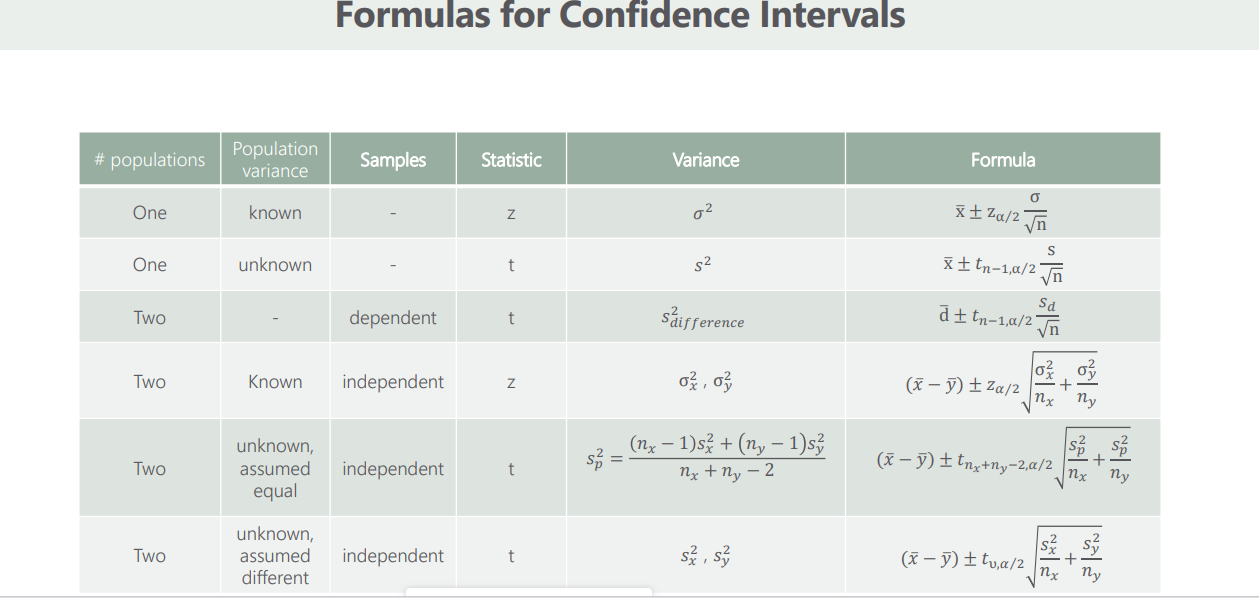 Formulas for Confidence Intervals
# populations | Population variance | Samples | Statistic | Variance | Formula
One | known | - | z | σ² | x̄ ± z_{α/2} σ/√n
One | unknown | - | t | s² | x̄ ± t_{n−1,α/2} s/√n
Two | - | dependent | t | s²_{difference} | d̄ ± t_{n−1,α/2} s_d/√n
Two | Known | independent | z | σ²_x , σ²_y | (x̄ − ȳ) ± z_{α/2} √(σ²_x/n_x + σ²_y/n_y)
Two | unknown, assumed equal | independent | t | s²_p = ((n_x − 1)s²_x + (n_y − 1)s²_y)/(n_x + n_y − 2) | (x̄ − ȳ) ± t_{n_x+n_y−2,α/2} √(s²_p/n_x + s²_p/n_y)
Two | unknown, assumed different | independent | t | s²_x , s²_y | (x̄ − ȳ) ± t_{υ,α/2} √(s²_x/n_x + s²_y/n_y)